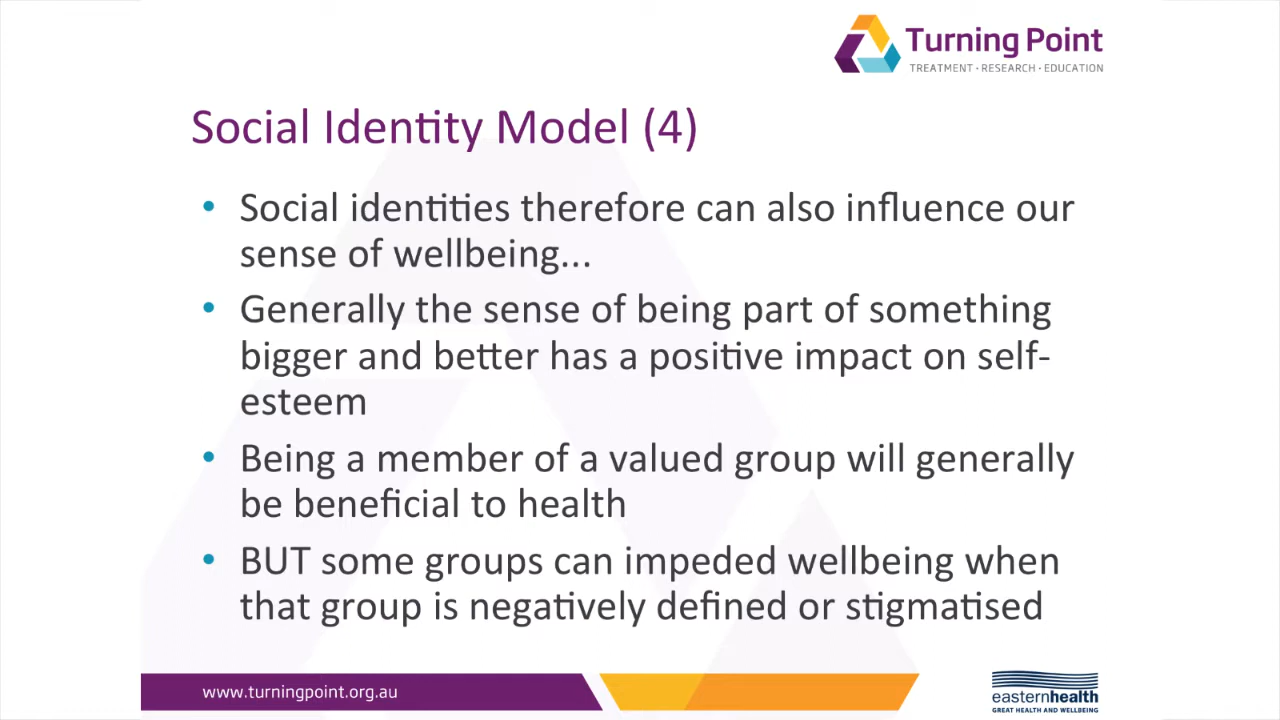 Turning Point
TREATMENT · RESEARCH · EDUCATION
Social Identity Model (4)
• Social identities therefore can also influence our
sense of wellbeing...
• Generally the sense of being part of something
bigger and better has a positive impact on self-
esteem
• Being a member of a valued group will generally
be beneficial to health
• BUT some groups can impeded wellbeing when
that group is negatively defined or stigmatised
www.turningpoint.org.au
easternhealth
GREAT HEALTH AND WELLBEING